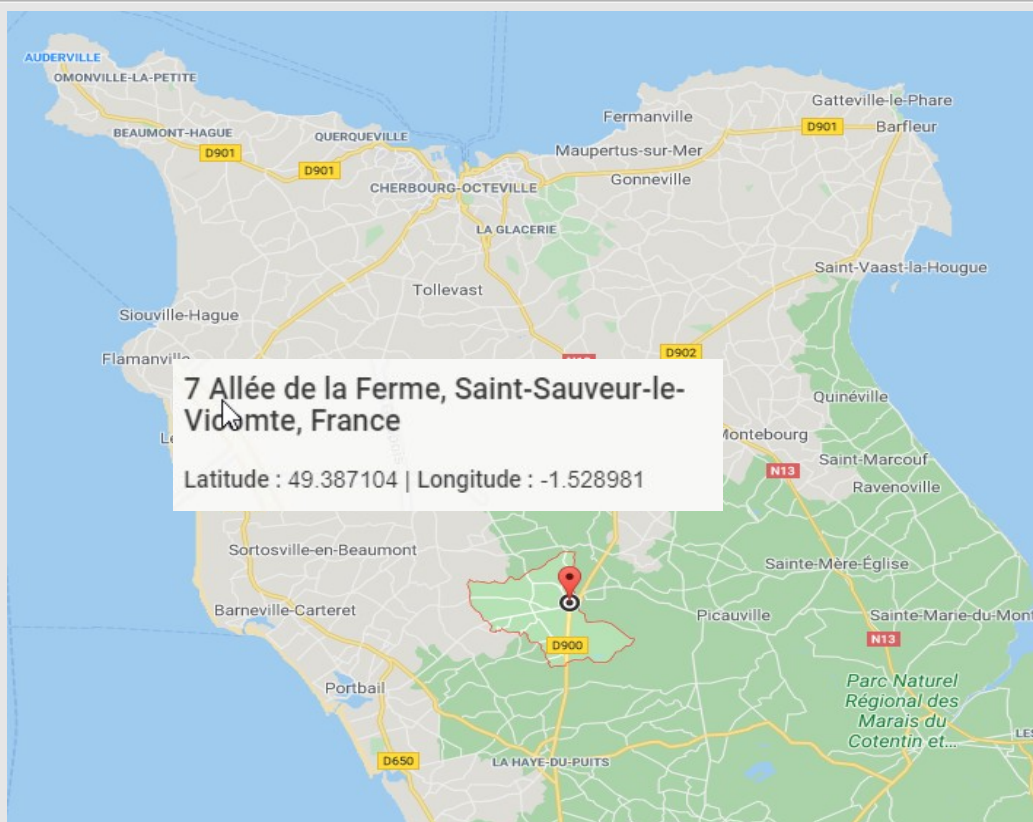 AUDERVILLE
OMONVILLE-LA-PETITE
Gatteville-le-Phare
Fermanville
D901
Barfleur
BEAUMONT-HAGUE
QUERQUEVILLE
D901
Maupertus-sur-Mer
D901
Gonneville
CHERBOURG-OCTEVILLE
LA GLACERIE
Saint-Vaast-la-Hougue
Tollevast
Siouville-Hague
D902
Flamanville
7 Allée de la Ferme, Saint-Sauveur-le-
Vicomte, France
Quinéville
Montebourg
Saint-Marcouf
N13
Latitude : 49.387104 | Longitude : -1.528981
Ravenoville
Sortosville-en-Beaumont
Sainte-Mère-Église
Barneville-Carteret
Picauville
Sainte-Marie-du-Mont
N13
D900
Portbail
Parc Naturel
Régional des
Marais du
Cotentin et...
D650
LA HAYE-DU-PUITS